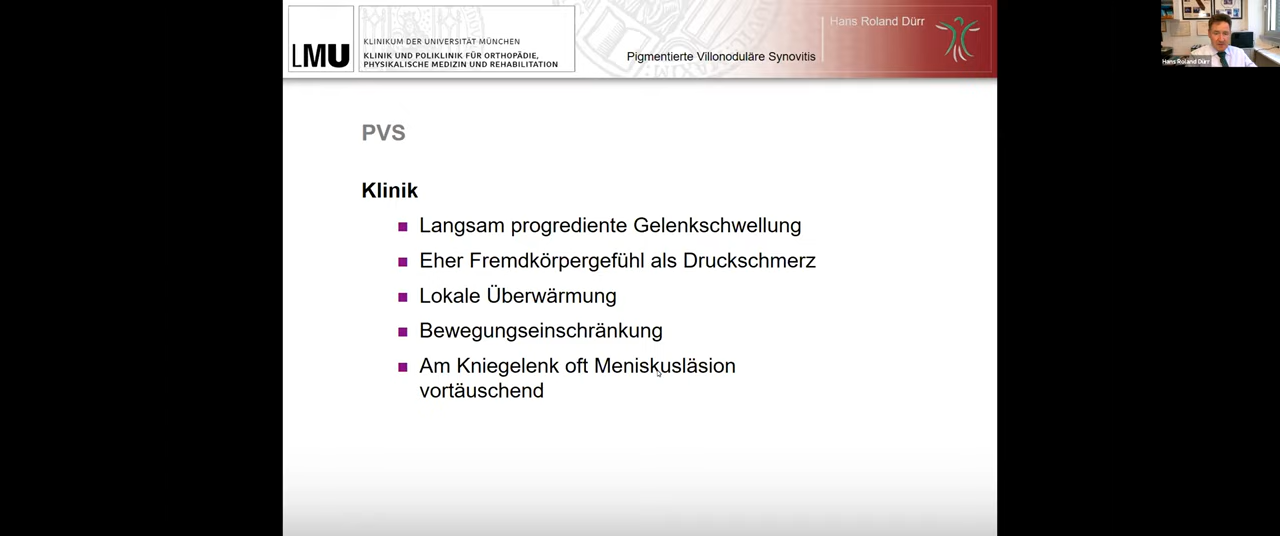 LMU
KLINIKUM DER UNIVERSITÄT MÜNCHEN
KLINIK UND POLIKLINIK FÜR ORTHOPÄDIE,
PHYSIKALISCHE MEDIZIN UND REHABILITATION
Pigmentierte Villonoduläre Synovitis
Hans Roland Dürr
Hans Roland Dürr
PVS
Klinik
Langsam progrediente Gelenkschwellung
Eher Fremdkörpergefühl als Druckschmerz
Lokale Überwärmung
Bewegungseinschränkung
Am Kniegelenk oft Meniskusläsion
vortäuschend